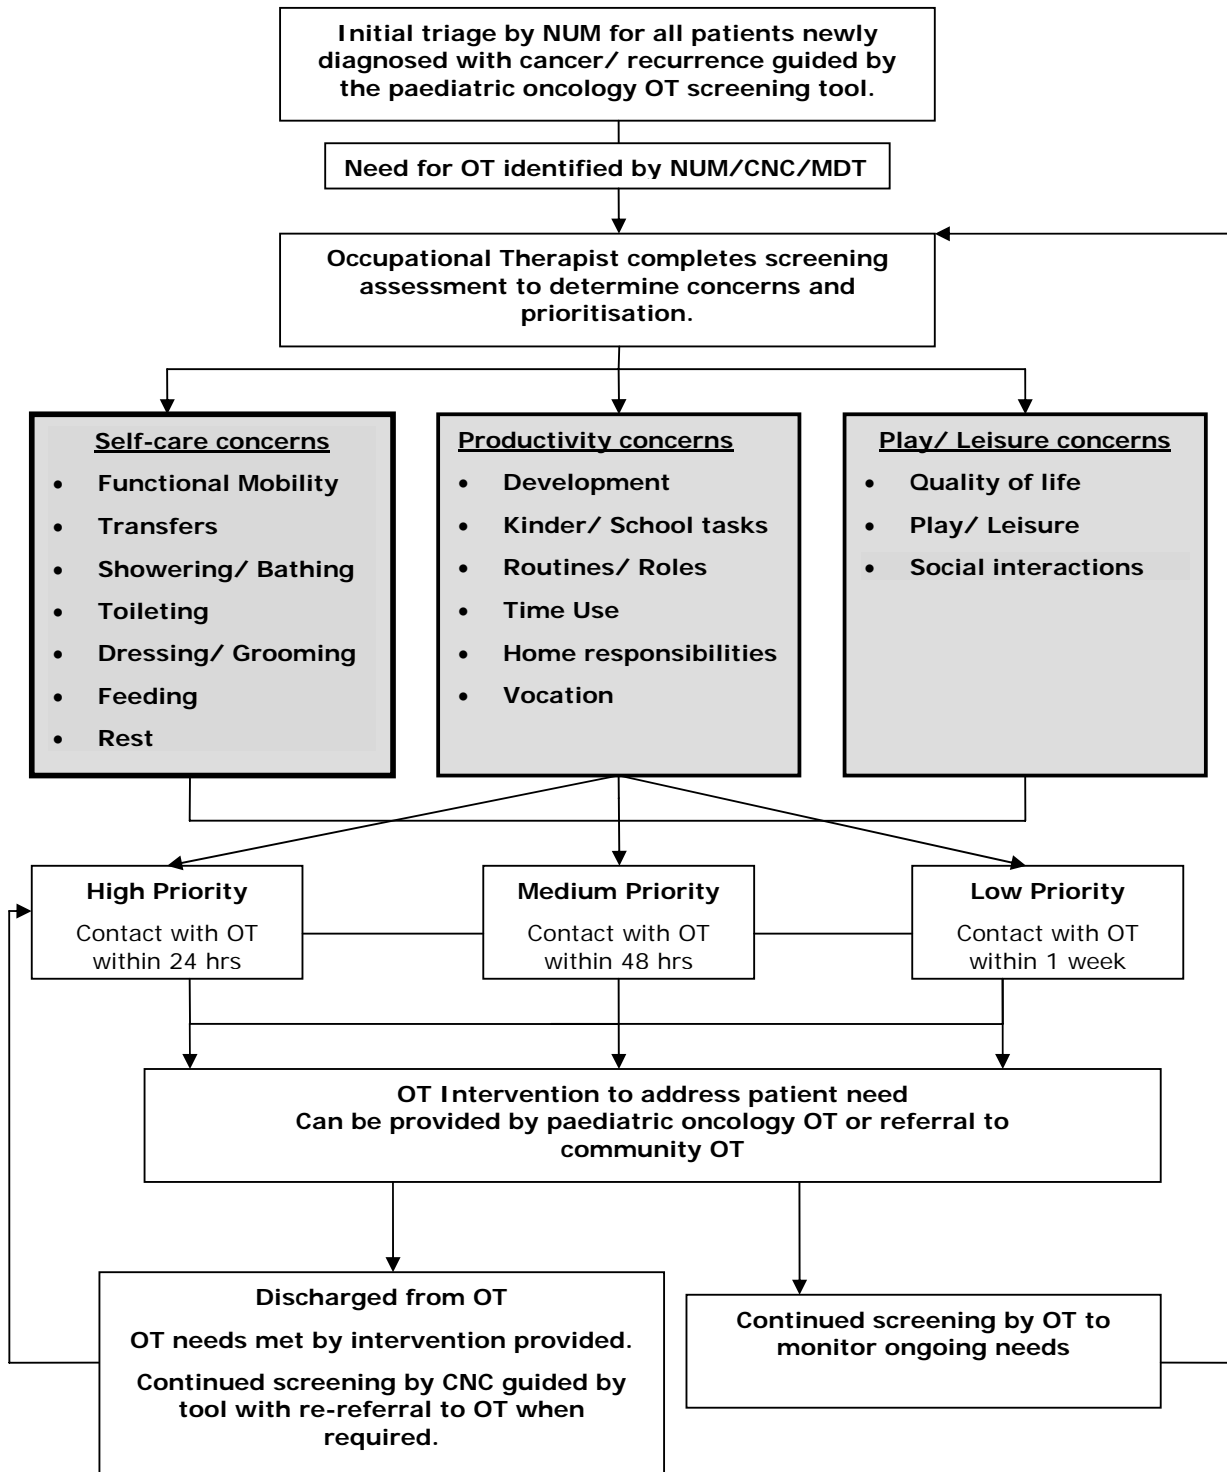 Initial triage by NUM for all patients newly
diagnosed with cancer/ recurrence guided by
the paediatric oncology OT screening tool.
Need for OT identified by NUM/CNC/MDT
Occupational Therapist completes screening
assessment to determine concerns and
prioritisation.
Self-care concerns
• Functional Mobility
• Transfers
• Showering/ Bathing
• Toileting
• Dressing/ Grooming
• Feeding
• Rest
Productivity concerns
• Development
• Kinder/ School tasks
• Routines/ Roles
• Time Use
• Home responsibilities
• Vocation
Play/ Leisure concerns
• Quality of life
• Play/ Leisure
• Social interactions
High Priority
Contact with OT
within 24 hrs
Medium Priority
Contact with OT
within 48 hrs
Low Priority
Contact with OT
within 1 week
OT Intervention to address patient need
Can be provided by paediatric oncology OT or referral to
community OT
Discharged from OT
OT needs met by intervention provided.
Continued screening by CNC guided by
tool with re-referral to OT when
required.
Continued screening by OT to
monitor ongoing needs